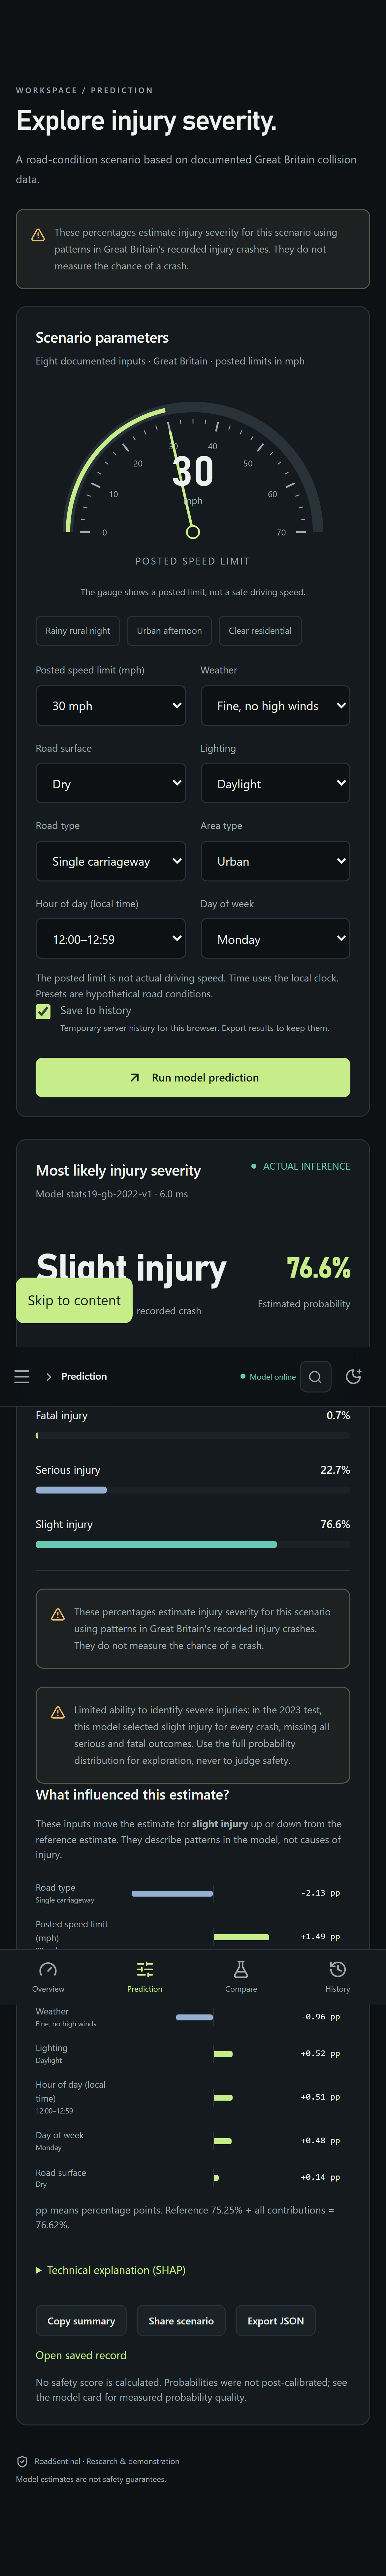 WORKSPACE / PREDICTION
Explore injury severity.
A road-condition scenario based on documented Great Britain collision
data.
These percentages estimate injury severity for this scenario using
patterns in Great Britain's recorded injury crashes. They do not
measure the chance of a crash.
Scenario parameters
Eight documented inputs · Great Britain · posted limits in mph
0
10
20
30
40
50
60
70
30
mph
POSTED SPEED LIMIT
The gauge shows a posted limit, not a safe driving speed.
Rainy rural night
Urban afternoon
Clear residential
Posted speed limit (mph)
Weather
30 mph
Fine, no high winds
Road surface
Lighting
Dry
Daylight
Road type
Area type
Single carriageway
Urban
Hour of day (local time)
Day of week
12:00–12:59
Monday
The posted limit is not actual driving speed. Time uses the local clock.
Presets are hypothetical road conditions.
Save to history
Temporary server history for this browser. Export results to keep them.
Run model prediction
Most likely injury severity
ACTUAL INFERENCE
Model stats19-gb-2022-v1 · 6.0 ms
Slight injury
76.6%
Skip to content
recorded crash
Estimated probability
Prediction
Model online
Fatal injury
0.7%
Serious injury
22.7%
Slight injury
76.6%
These percentages estimate injury severity for this scenario
using patterns in Great Britain's recorded injury crashes.
They do not measure the chance of a crash.
Limited ability to identify severe injuries: in the 2023 test,
this model selected slight injury for every crash, missing all
serious and fatal outcomes. Use the full probability
distribution for exploration, never to judge safety.
What influenced this estimate?
These inputs move the estimate for slight injury up or down from the
reference estimate. They describe patterns in the model, not causes of
injury.
Road type
Single carriageway
-2.13 pp
Posted speed limit
(mph)
+1.49 pp
Overview
Prediction
Compare
History
Weather
Fine, no high winds
-0.96 pp
Lighting
Daylight
+0.52 pp
Hour of day (local
time)
12:00–12:59
+0.51 pp
Day of week
Monday
+0.48 pp
Road surface
Dry
+0.14 pp
pp means percentage points. Reference 75.25% + all contributions =
76.62%.
Technical explanation (SHAP)
Copy summary
Share scenario
Export JSON
Open saved record
No safety score is calculated. Probabilities were not post-calibrated; see
the model card for measured probability quality.
RoadSentinel · Research & demonstration
Model estimates are not safety guarantees.